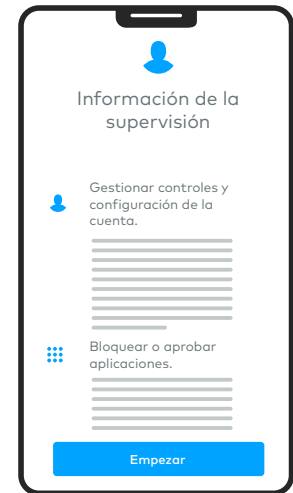 Información de la
supervisión
Gestionar controles y
configuración de la
cuenta.
Bloquear o aprobar
aplicaciones.
Empezar